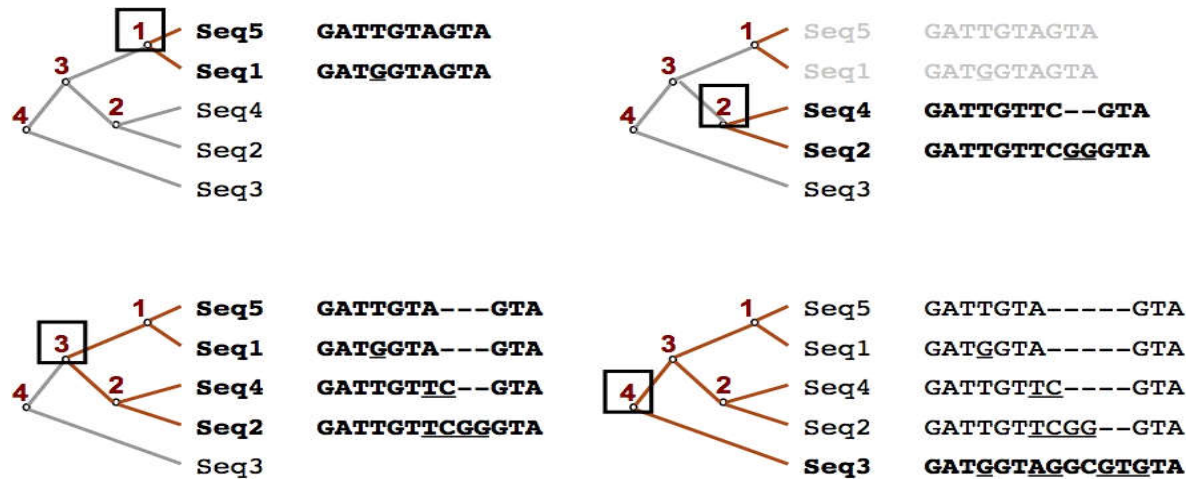 1 Seq5 GATTGTAGTA
Seq1 GATGGTAGTA
3
2 Seq4
4 Seq2
Seq3
1 Seq5 GATTGTAGTA
Seq1 GATGGTAGTA
3
2 Seq4 GATTGTTC--GTA
4 Seq2 GATTGTTCGGGTA
Seq3
1 Seq5 GATTGTA---GTA
3 Seq1 GATGGTA---GTA
2 Seq4 GATTGTTC--GTA
4 Seq2 GATTGTTCGGGTA
Seq3
1 Seq5 GATTGTA-----GTA
3 Seq1 GATGGTA-----GTA
2 Seq4 GATTGTTC----GTA
4 Seq2 GATTGTTCGG--GTA
Seq3 GATGGTAGGCGTGTA